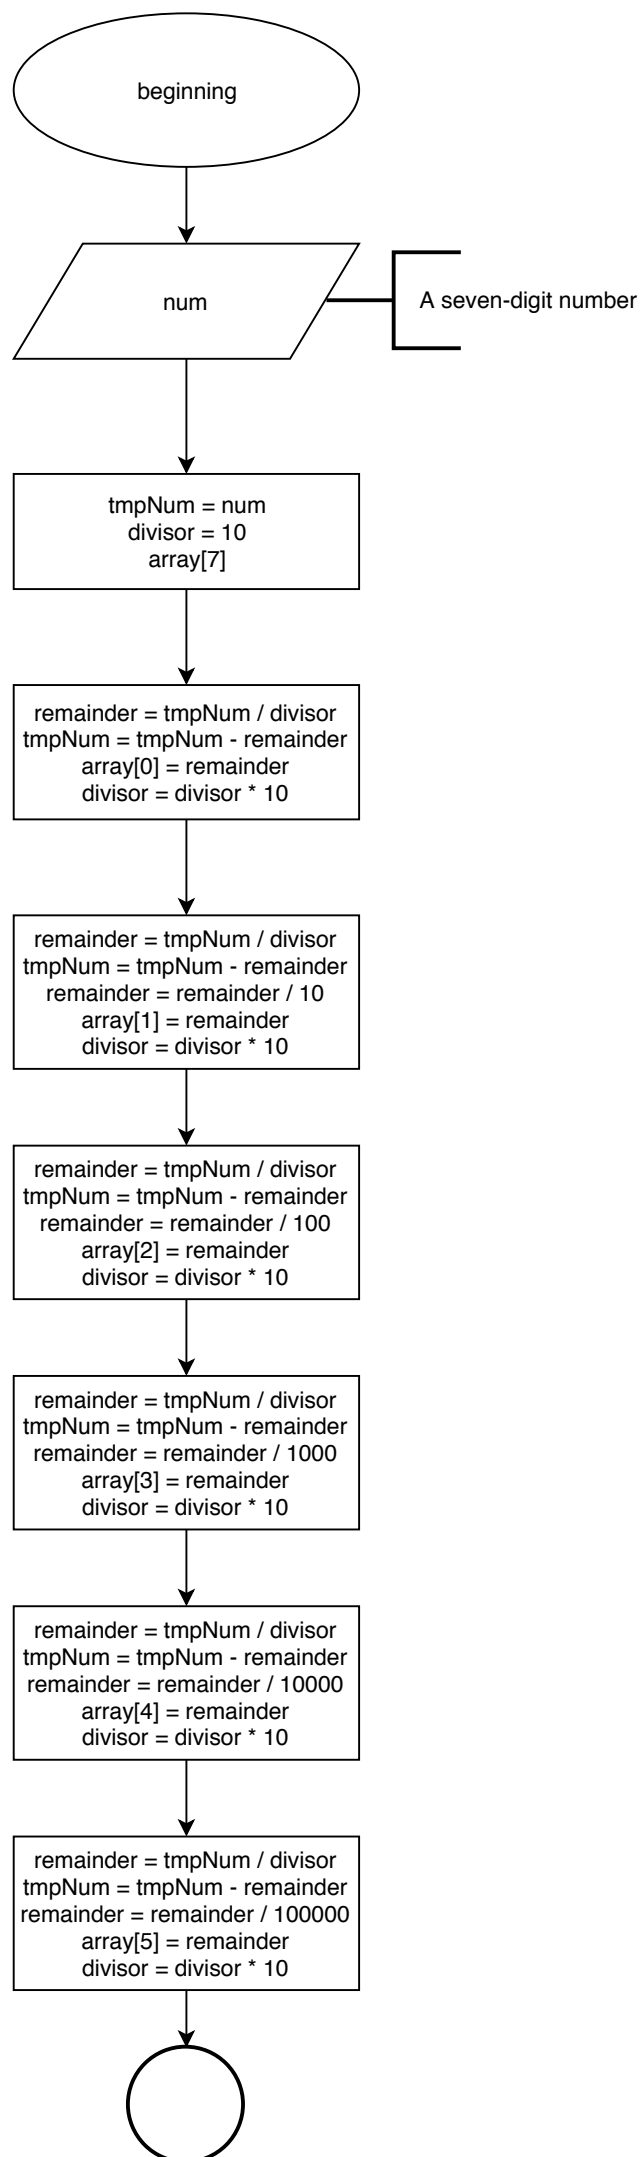 beginning
num
A seven-digit number
tmpNum = num
divisor = 10
array[7]
remainder = tmpNum / divisor
tmpNum = tmpNum - remainder
array[0] = remainder
divisor = divisor * 10
remainder = tmpNum / divisor
tmpNum = tmpNum - remainder
remainder = remainder / 10
array[1] = remainder
divisor = divisor * 10
remainder = tmpNum / divisor
tmpNum = tmpNum - remainder
remainder = remainder / 100
array[2] = remainder
divisor = divisor * 10
remainder = tmpNum / divisor
tmpNum = tmpNum - remainder
remainder = remainder / 1000
array[3] = remainder
divisor = divisor * 10
remainder = tmpNum / divisor
tmpNum = tmpNum - remainder
remainder = remainder / 10000
array[4] = remainder
divisor = divisor * 10
remainder = tmpNum / divisor
tmpNum = tmpNum - remainder
remainder = remainder / 100000
array[5] = remainder
divisor = divisor * 10